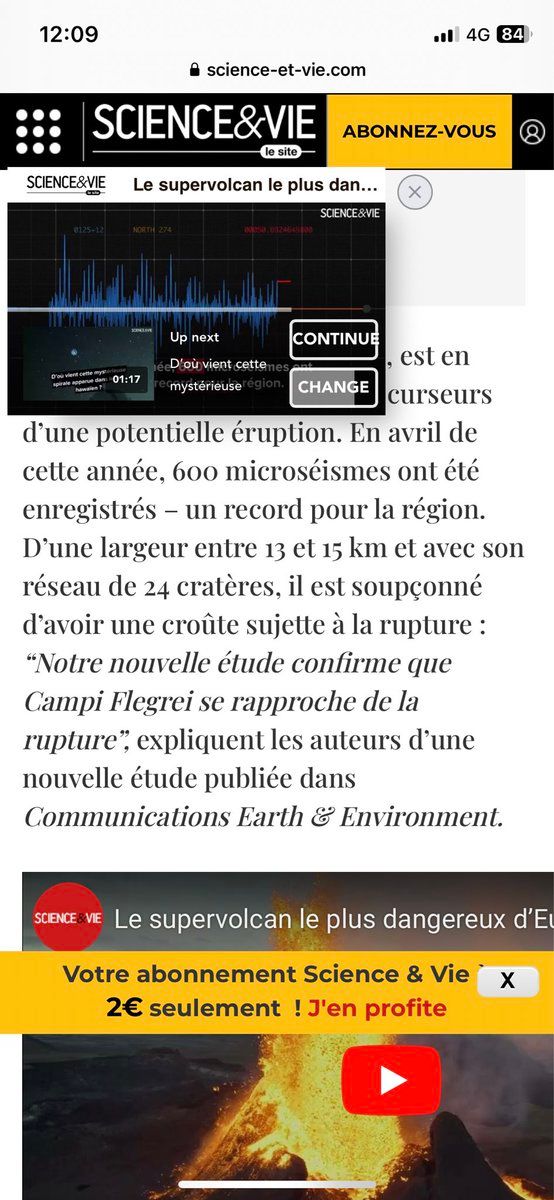 12:09
4G 84
science-et-vie.com
SCIENCE&VIE
le site
ABONNEZ-VOUS
SCIENCE&VIE
Le supervolcan le plus dan...
SCIENCE&VIE
0125-12 NORTH 274
Up next
D'où vient cette
mystérieuse
CONTINUE
CHANGE
D'où vient cette mystérieuse
spirale apparue dans
hawaïen ?
01:17
, est en
curseurs
d'une potentielle éruption. En avril de
cette année, 600 microséismes ont été
enregistrés – un record pour la région.
D'une largeur entre 13 et 15 km et avec son
réseau de 24 cratères, il est soupçonné
d'avoir une croûte sujette à la rupture :
“Notre nouvelle étude confirme que
Campi Flegrei se rapproche de la
rupture”, expliquent les auteurs d'une
nouvelle étude publiée dans
Communications Earth & Environment.
SCIENCE&VIE
Le supervolcan le plus dangereux d'Eu
Votre abonnement Science & Vie
X
2€ seulement ! J'en profite